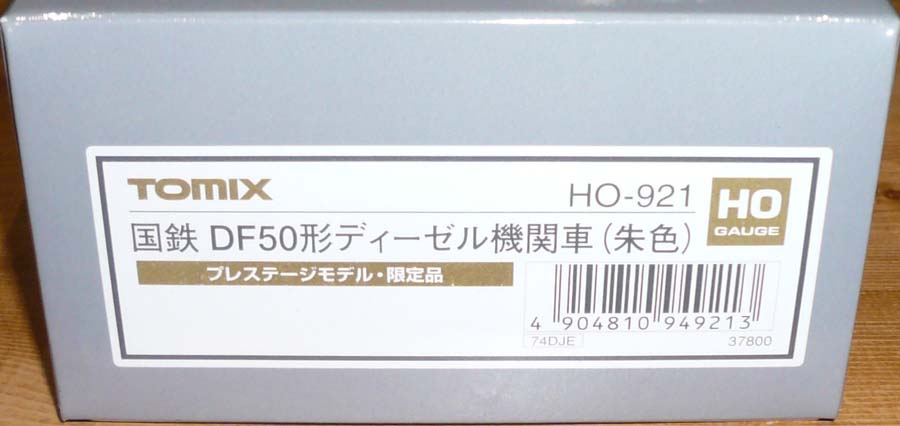 TOMIX
HO-921
HO
GAUGE
国鉄 DF50形ディーゼル機関車(朱色)
プレステージモデル・限定品
4 904810 949213
74DJE
37800